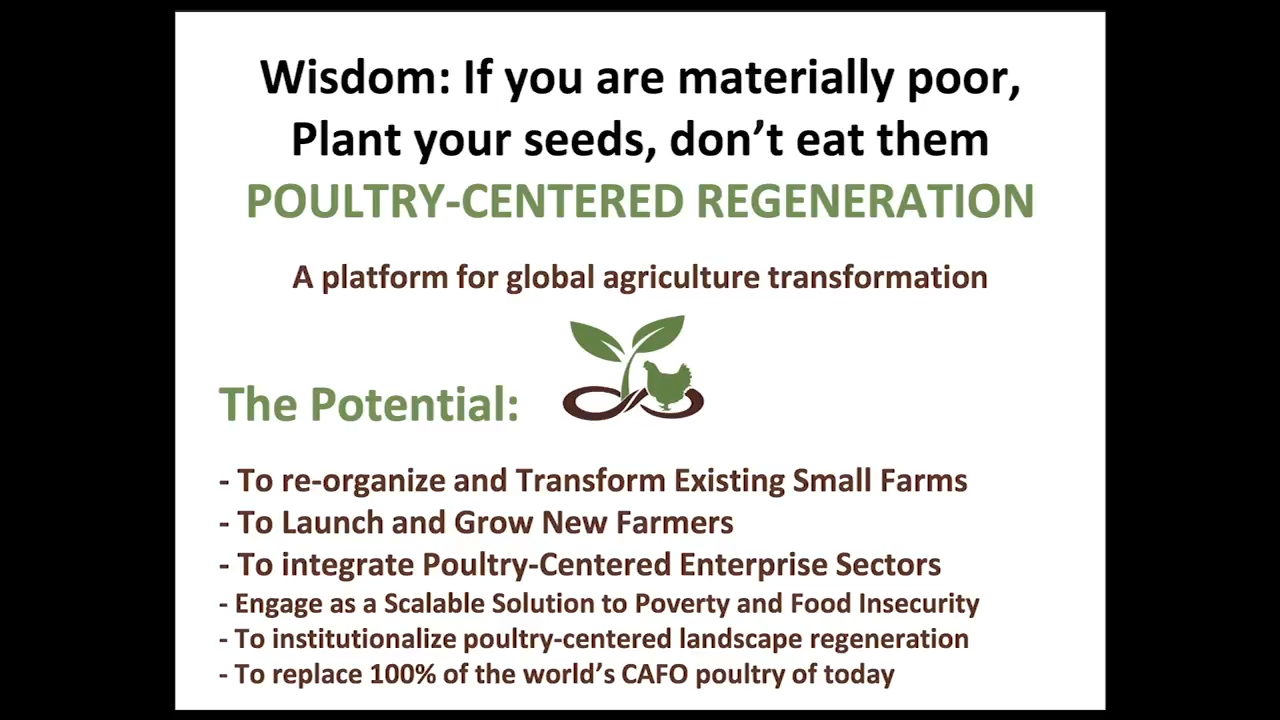 Wisdom: If you are materially poor,
Plant your seeds, don’t eat them
POULTRY-CENTERED REGENERATION
A platform for global agriculture transformation
The Potential:
- To re-organize and Transform Existing Small Farms
- To Launch and Grow New Farmers
- To integrate Poultry-Centered Enterprise Sectors
- Engage as a Scalable Solution to Poverty and Food Insecurity
- To institutionalize poultry-centered landscape regeneration
- To replace 100% of the world’s CAFO poultry of today